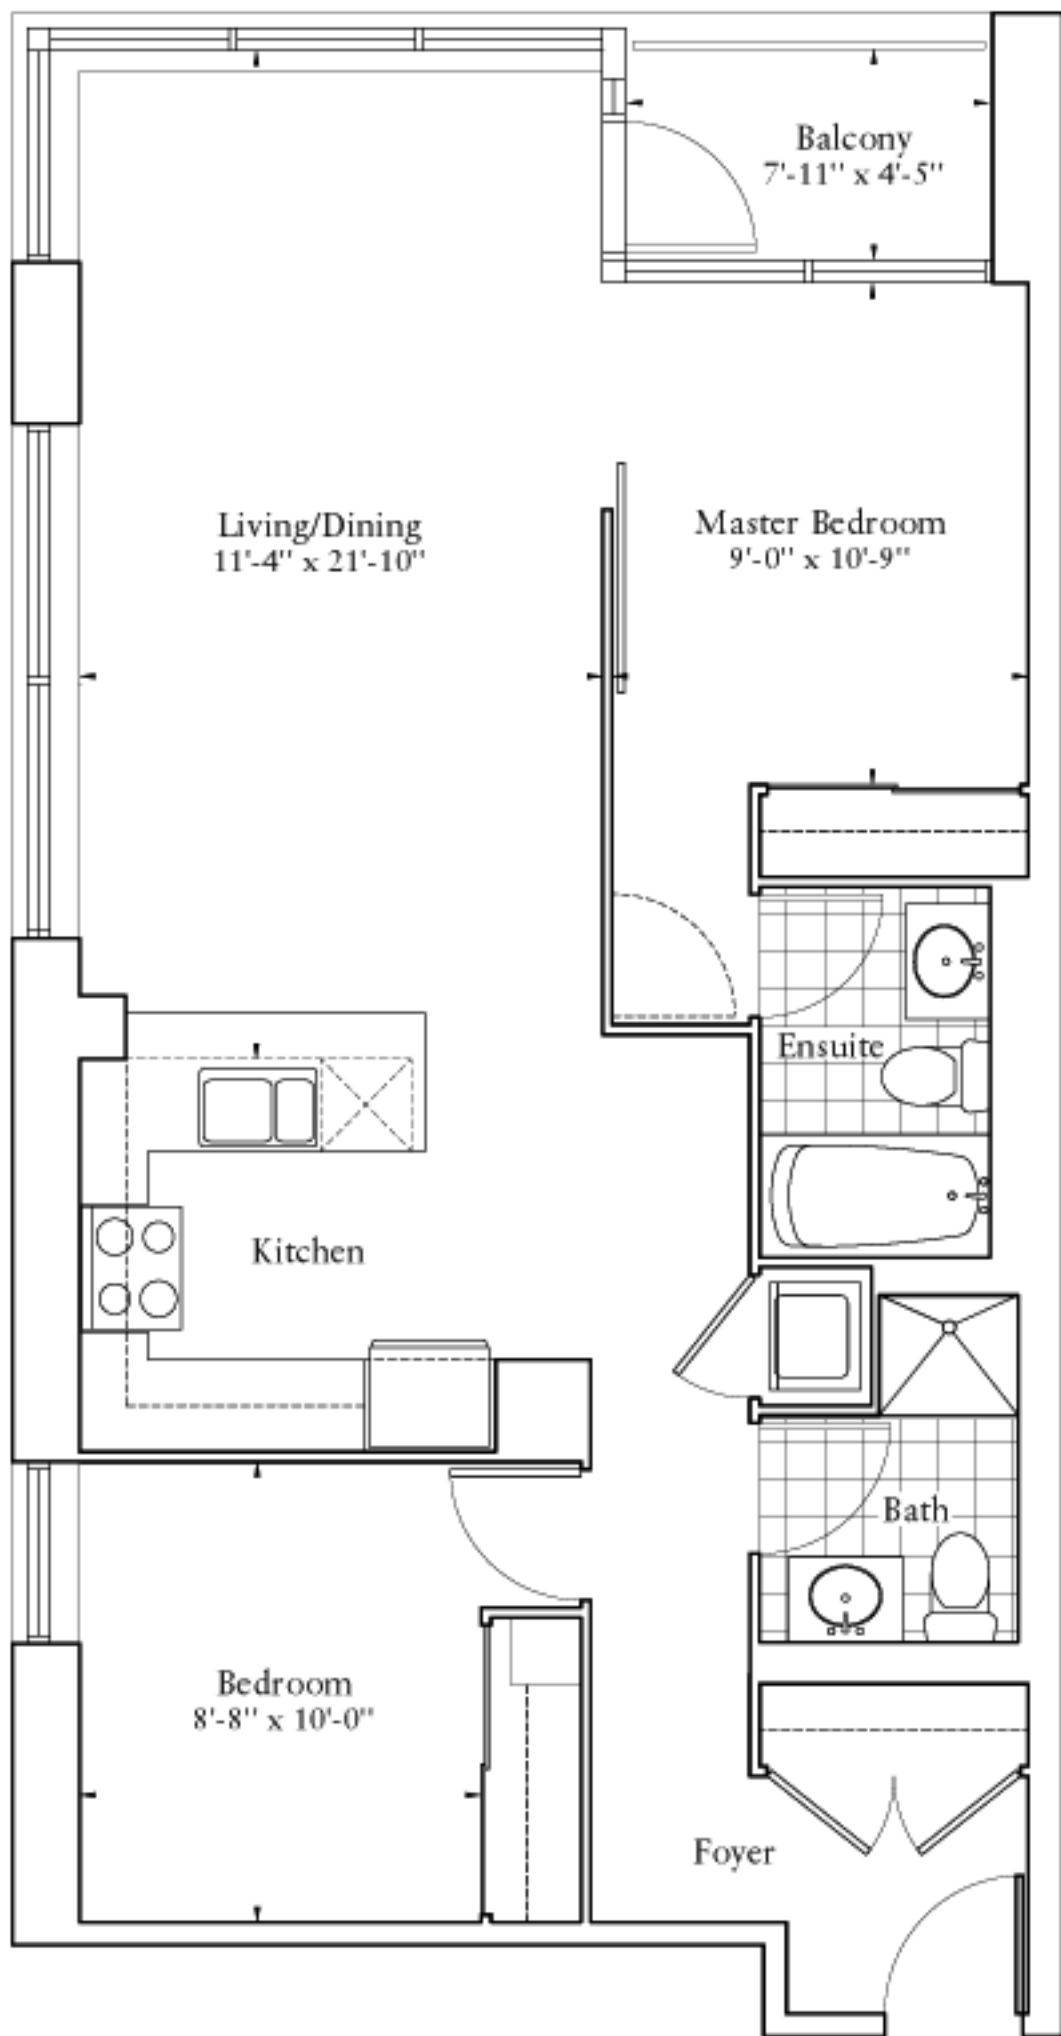 Balcony
7'-11" x 4'-5"
Living/Dining
11'-4" x 21'-10"
Master Bedroom
9'-0" x 10'-9"
Ensuite
Kitchen
Bath
Bedroom
8'-8" x 10'-0"
Foyer